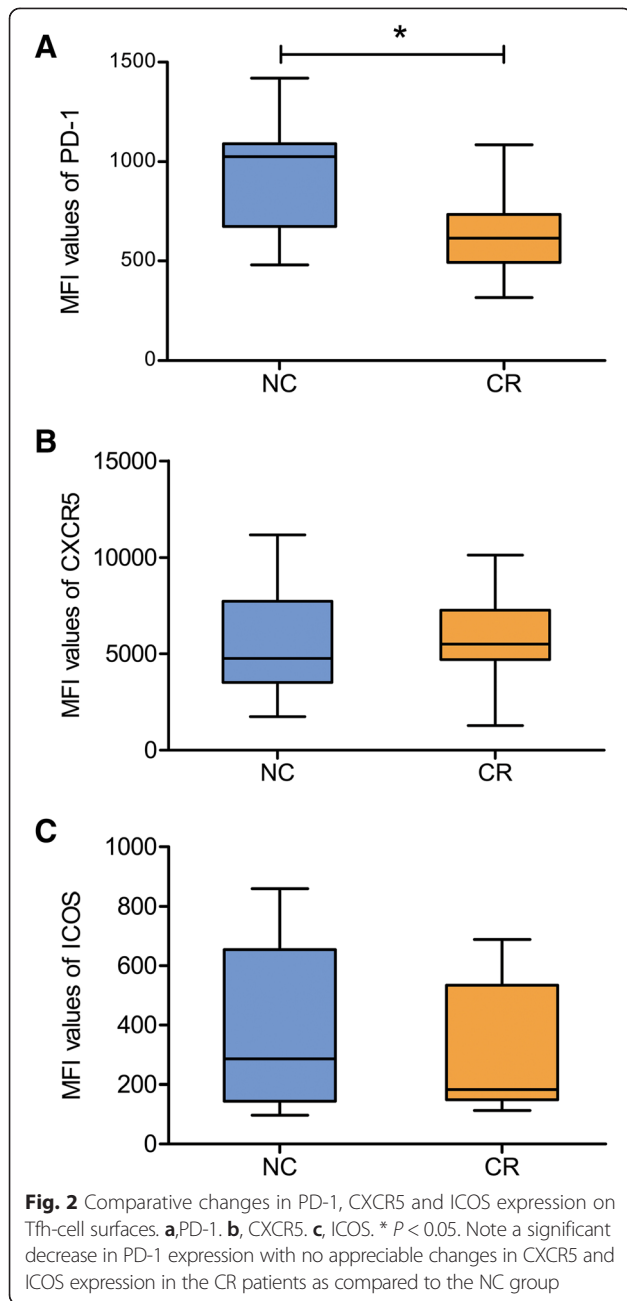 A
*
MFI values of PD-1
1500
1000
500
0
NC CR
B
MFI values of CXCR5
15000
10000
5000
0
NC CR
C
MFI values of ICOS
1000
800
600
400
200
0
NC CR
Fig. 2 Comparative changes in PD-1, CXCR5 and ICOS expression on
Tfh-cell surfaces. a,PD-1. b, CXCR5. c, ICOS. * P < 0.05. Note a significant
decrease in PD-1 expression with no appreciable changes in CXCR5 and
ICOS expression in the CR patients as compared to the NC group